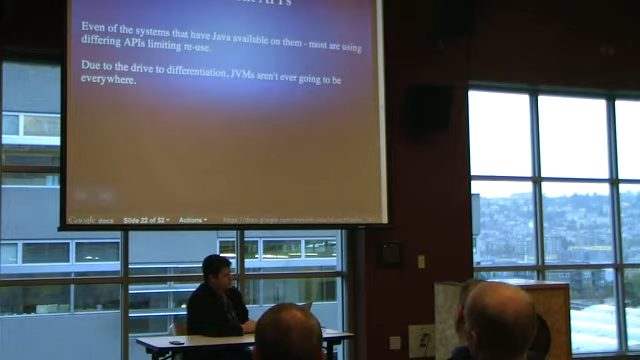 APIs
Even of the systems that have Java available on them - most are using
differing APIs limiting re-use.
Due to the drive to differentiation, JVMs aren't ever going to be
everywhere.
Google docs Slide 22 of 32 Actions